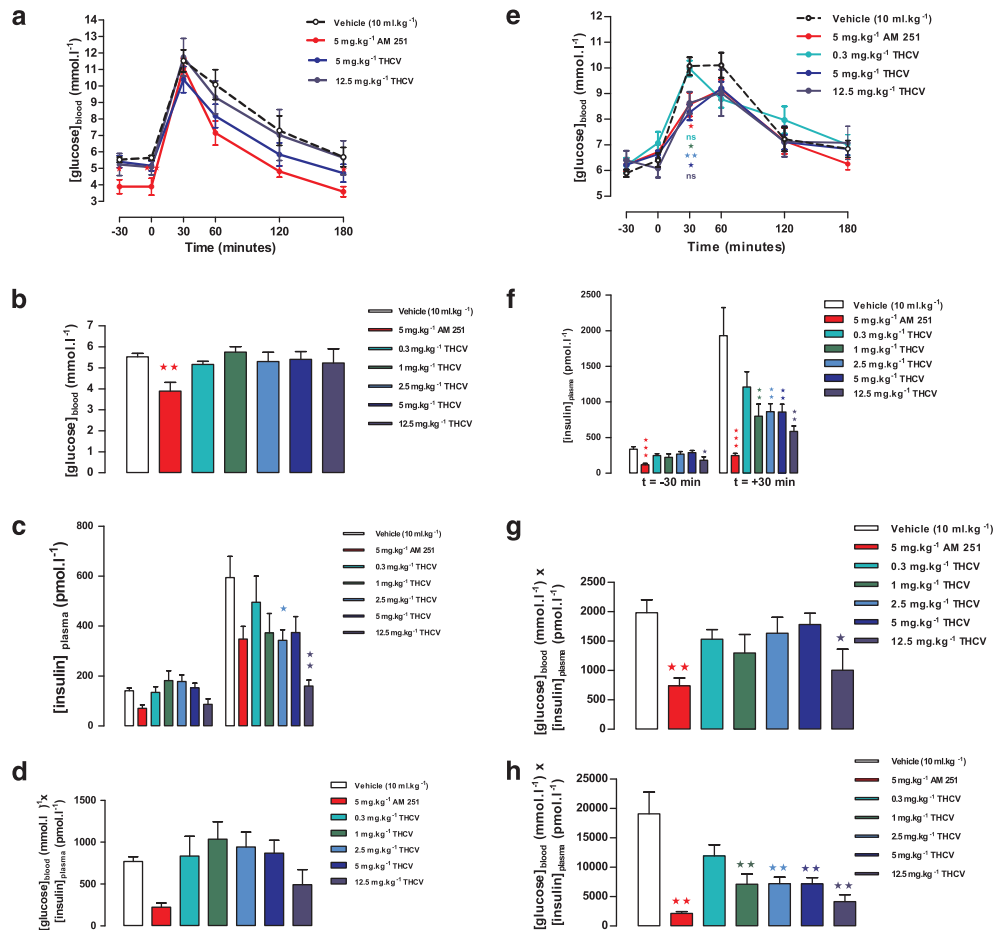 a
[glucose]blood (mmol.l-1)
14
13
12
11
10
9
8
7
6
5
4
3
-30
0
30
60
120
180
Time (minutes)
Vehicle (10 ml.kg-1)
5 mg.kg-1 AM 251
5 mg.kg-1 THCV
12.5 mg.kg-1 THCV
e
[glucose]blood (mmol.l-1)
10
9
8
7
6
5
ns
ns
-30
0
30
60
120
180
Time (minutes)
Vehicle (10 ml.kg-1)
5 mg.kg-1 AM 251
0.3 mg.kg-1 THCV
5 mg.kg-1 THCV
12.5 mg.kg-1 THCV
b
[glucose]blood (mmol.l-1)
7
6
5
4
3
2
1
0
Vehicle (10 ml.kg-1)
5 mg.kg-1 AM 251
0.3 mg.kg-1 THCV
1 mg.kg-1 THCV
2.5 mg.kg-1 THCV
5 mg.kg-1 THCV
12.5 mg.kg-1 THCV
f
[insulin]plasma (pmol.l-1)
2500
2000
1500
1000
500
0
t = -30 min
t = +30 min
Vehicle (10 ml.kg-1)
5 mg.kg-1 AM 251
0.3 mg.kg-1 THCV
1 mg.kg-1 THCV
2.5 mg.kg-1 THCV
5 mg.kg-1 THCV
12.5 mg.kg-1 THCV
c
[insulin] plasma (pmol.l-1)
800
600
400
200
0
Vehicle (10 ml.kg-1)
5 mg.kg-1 AM 251
0.3 mg.kg-1 THCV
1 mg.kg-1 THCV
2.5 mg.kg-1 THCV
5 mg.kg-1 THCV
12.5 mg.kg-1 THCV
g
[glucose]blood (mmol.l-1) x
[insulin]plasma (pmol.l-1)
2500
2000
1500
1000
500
0
Vehicle (10 ml.kg-1)
5 mg.kg-1 AM 251
0.3 mg.kg-1 THCV
1 mg.kg-1 THCV
2.5 mg.kg-1 THCV
5 mg.kg-1 THCV
12.5 mg.kg-1 THCV
d
[glucose]blood (mmol.l )1x
[insulin]plasma (pmol.l-1)
1500
1000
500
0
Vehicle (10 ml.kg-1)
5 mg.kg-1 AM 251
0.3 mg.kg-1 THCV
1 mg.kg-1 THCV
2.5 mg.kg-1 THCV
5 mg.kg-1 THCV
12.5 mg.kg-1 THCV
h
[glucose]blood (mmol.l-1) x
[insulin]plasma (pmol.l-1)
25000
20000
15000
10000
5000
0
Vehicle (10 ml.kg-1)
5 mg.kg-1 AM 251
0.3 mg.kg-1 THCV
1 mg.kg-1 THCV
2.5 mg.kg-1 THCV
5 mg.kg-1 THCV
12.5 mg.kg-1 THCV